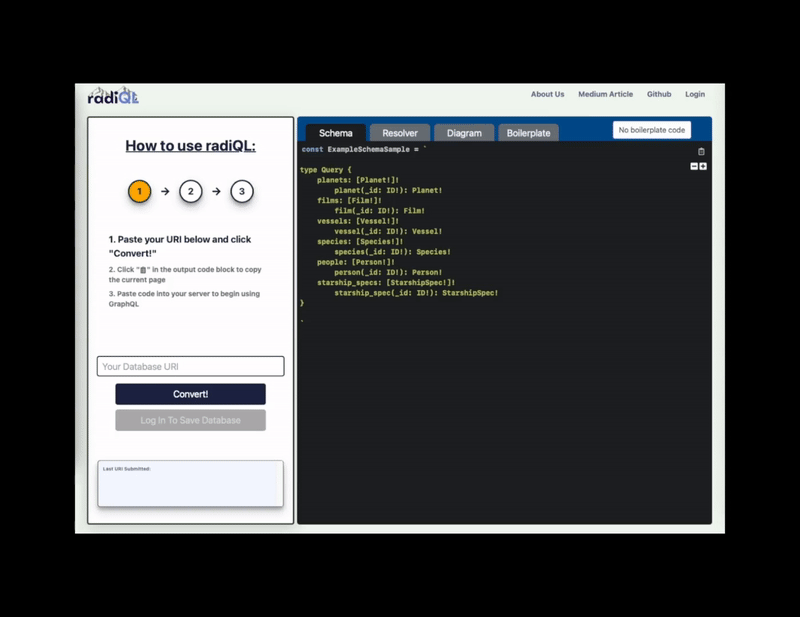 radiQL
About Us
Medium Article
Github
Login
How to use radiQL:
1
2
3
1. Paste your URI below and click
"Convert!"
2. Click "📋" in the output code block to copy
the current page
3. Paste code into your server to begin using
GraphQL
Your Database URI
Convert!
Log In To Save Database
Last URI Submitted:
Schema
Resolver
Diagram
Boilerplate
No boilerplate code
const ExampleSchemaSample = `
type Query {
planets: [Planet!]!
planet(_id: ID!): Planet!
films: [Film!]!
film(_id: ID!): Film!
vessels: [Vessel!]!
vessel(_id: ID!): Vessel!
species: [Species!]!
species(_id: ID!): Species!
people: [Person!]!
person(_id: ID!): Person!
starship_specs: [StarshipSpec!]!
starship_spec(_id: ID!): StarshipSpec!
}
`